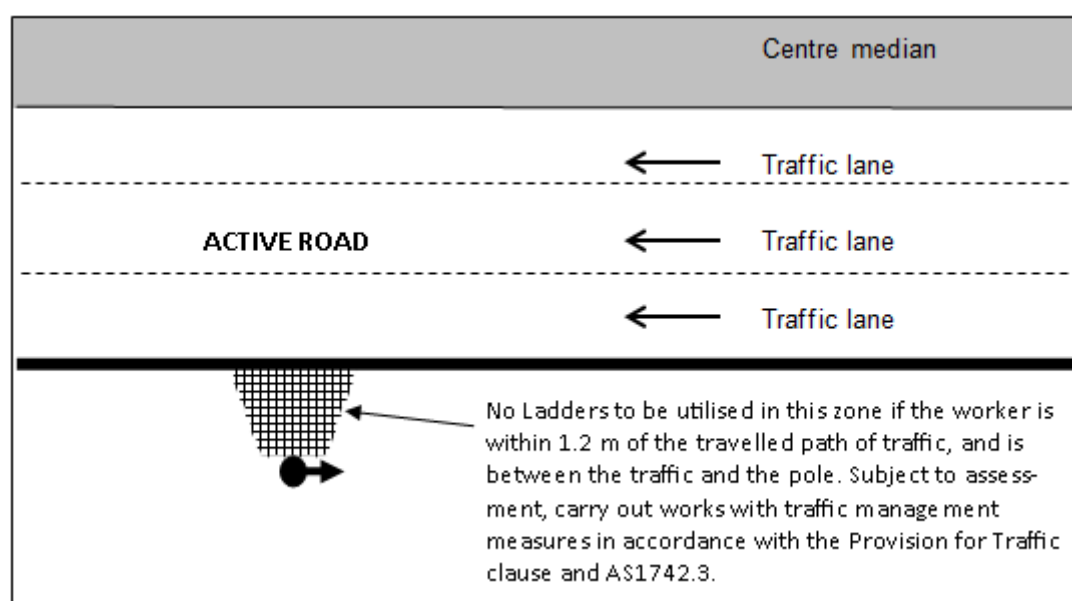 Centre median
Traffic lane
ACTIVE ROAD
Traffic lane
Traffic lane
No Ladders to be utilised in this zone if the worker is
within 1.2 m of the travelled path of traffic, and is
between the traffic and the pole. Subject to assess-
ment, carry out works with traffic management
measures in accordance with the Provision for Traffic
clause and AS1742.3.